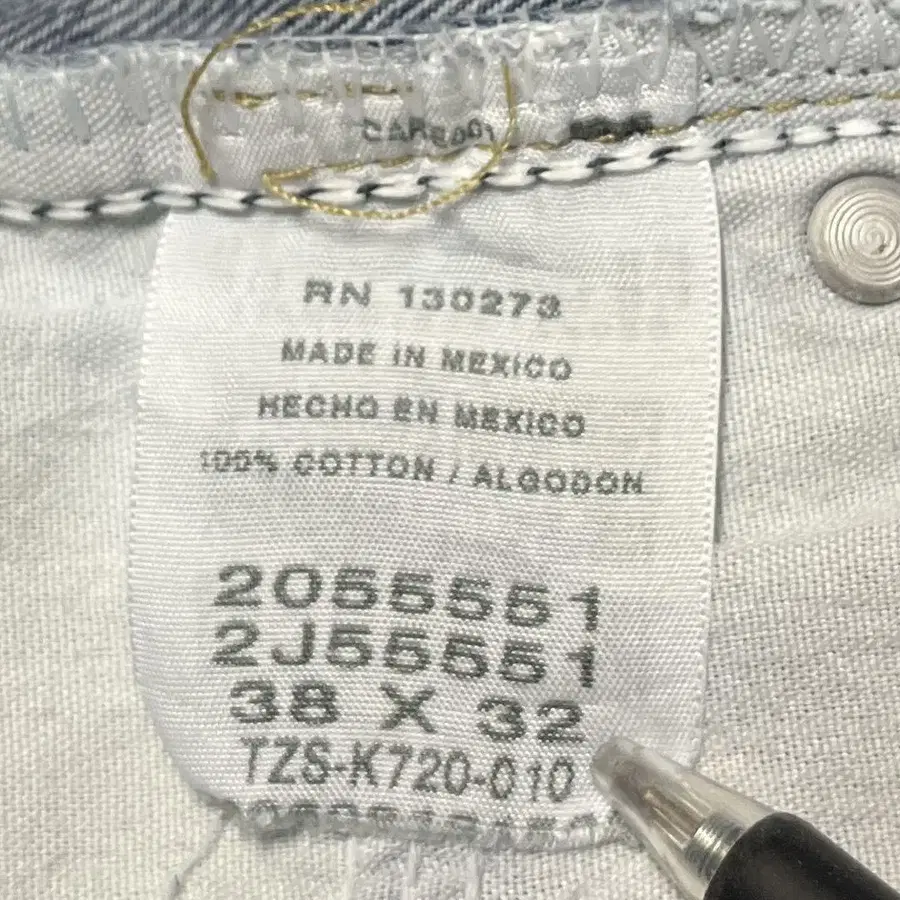 RN 130273
MADE IN MEXICO
HECHO EN MEXICO
100% COTTON / ALGODON
2055551
2J55551
38 X 32
TZS-K720-010